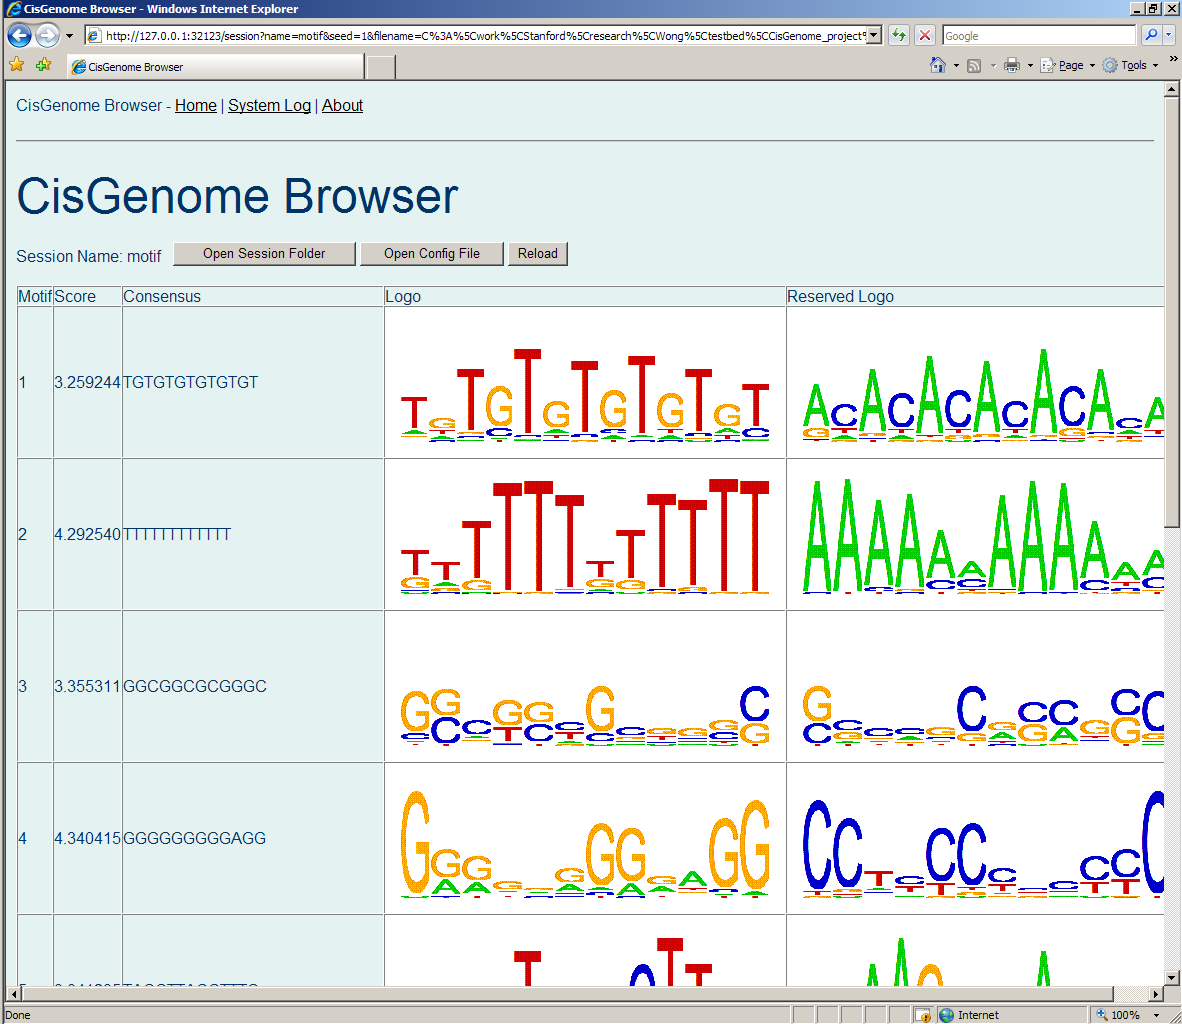 CisGenome Browser - Windows Internet Explorer
http://127.0.0.1:32123/session?name=motif&seed=1&filename=C%3A%5Cwork%5CStanford%5Cresearch%5CWong%5Ctestbed%5CCisGenome_project%
Google
CisGenome Browser
Page
Tools
CisGenome Browser - Home | System Log | About
CisGenome Browser
Session Name: motif
Open Session Folder
Open Config File
Reload
Motif Score Consensus Logo Reserved Logo
1 3.259244 TGTGTGTGTGTGT
2 4.292540 TTTTTTTTTTTT
3 3.355311 GGCGGCGCGGGC
4 4.340415 GGGGGGGGGAGG
Done
Internet
100%